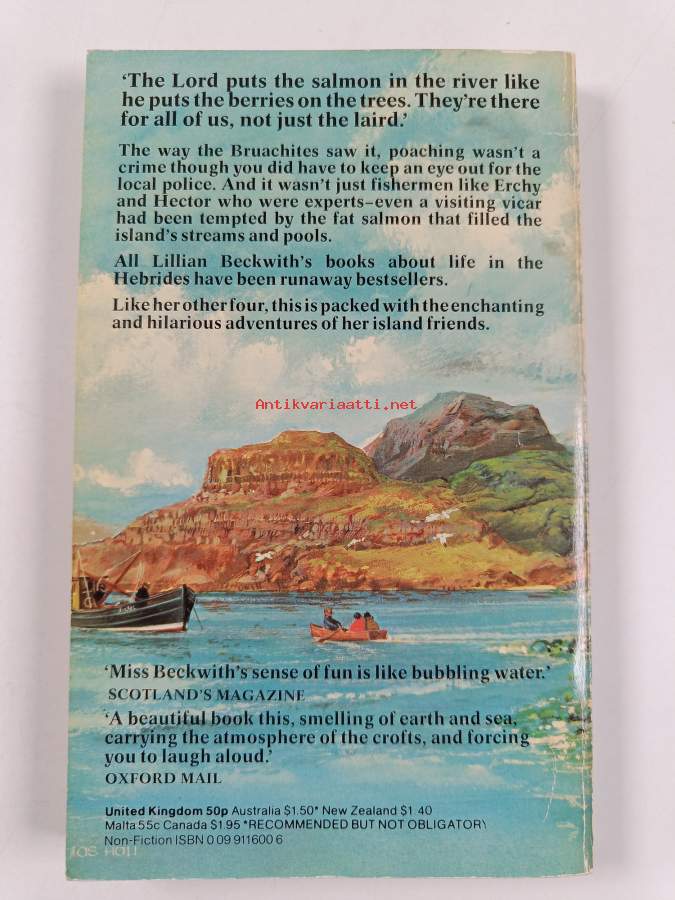 ‘The Lord puts the salmon in the river like
he puts the berries on the trees. They’re there
for all of us, not just the laird.’
The way the Bruachites saw it, poaching wasn’t a
crime though you did have to keep an eye out for the
local police. And it wasn’t just fishermen like Erchy
and Hector who were experts–even a visiting vicar
had been tempted by the fat salmon that filled the
island’s streams and pools.
All Lillian Beckwith’s books about life in the
Hebrides have been runaway bestsellers.
Like her other four, this is packed with the enchanting
and hilarious adventures of her island friends.
Antikvariaatti.net
‘Miss Beckwith’s sense of fun is like bubbling water.’
SCOTLAND’S MAGAZINE
‘A beautiful book this, smelling of earth and sea,
carrying the atmosphere of the crofts, and forcing
you to laugh aloud.’
OXFORD MAIL
United Kingdom 50p Australia $1.50* New Zealand $1.40
Malta 55c Canada $1.95 *RECOMMENDED BUT NOT OBLIGATORY
Non-Fiction ISBN 0 09 911600 6